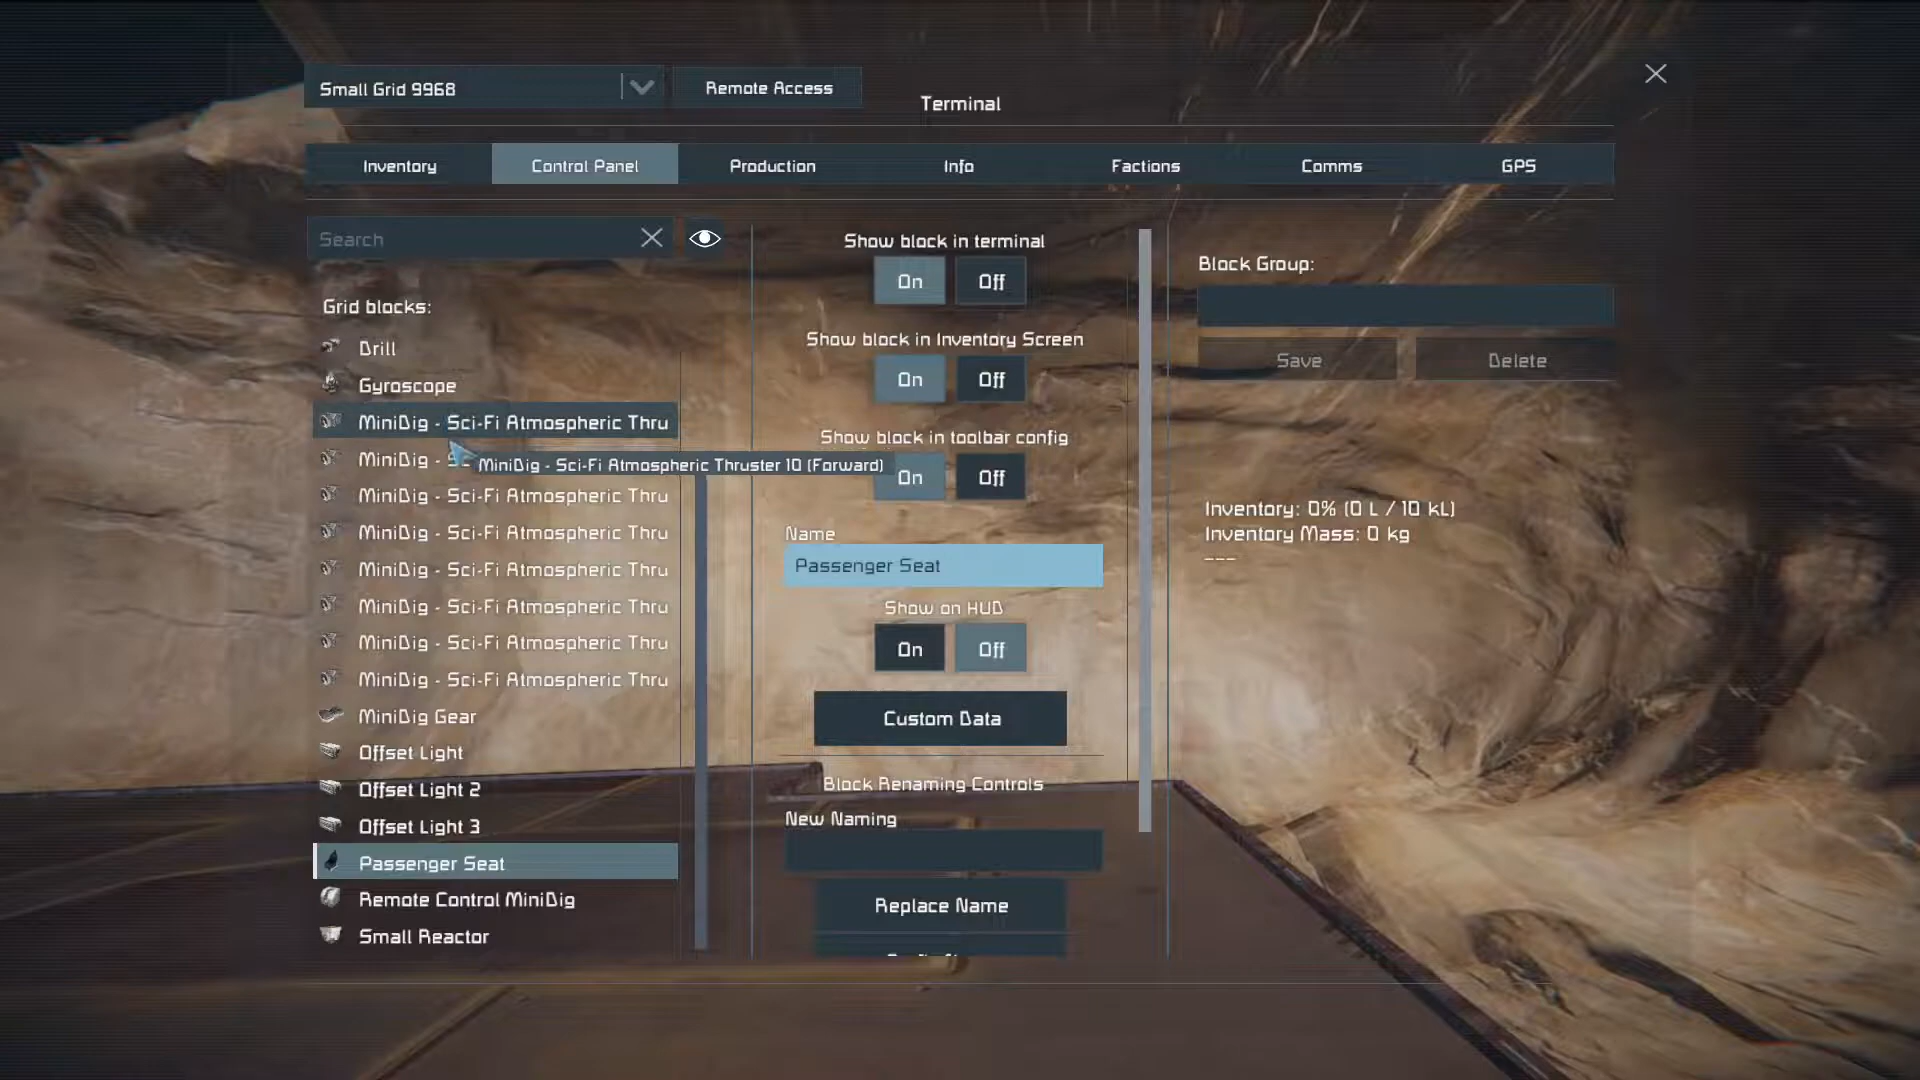 Small Grid 9968
Remote Access
Terminal
Inventory
Control Panel
Production
Info
Factions
Comms
GPS
Search
Grid blocks:
Drill
Gyroscope
MiniDig - Sci-Fi Atmospheric Thru
MiniDig - Sc
MiniDig - Sci-Fi Atmospheric Thruster 10 (Forward)
MiniDig - Sci-Fi Atmospheric Thru
MiniDig - Sci-Fi Atmospheric Thru
MiniDig - Sci-Fi Atmospheric Thru
MiniDig - Sci-Fi Atmospheric Thru
MiniDig - Sci-Fi Atmospheric Thru
MiniDig - Sci-Fi Atmospheric Thru
MiniDig Gear
Offset Light
Offset Light 2
Offset Light 3
Passenger Seat
Remote Control MiniDig
Small Reactor
Show block in terminal
On Off
Show block in Inventory Screen
On Off
Show block in toolbar config
On Off
Name
Passenger Seat
Show on HUD
On Off
Custom Data
Block Renaming Controls
New Naming
Replace Name
Block Group:
Save
Delete
Inventory: 0% (0 L / 10 kL)
Inventory Mass: 0 kg
---